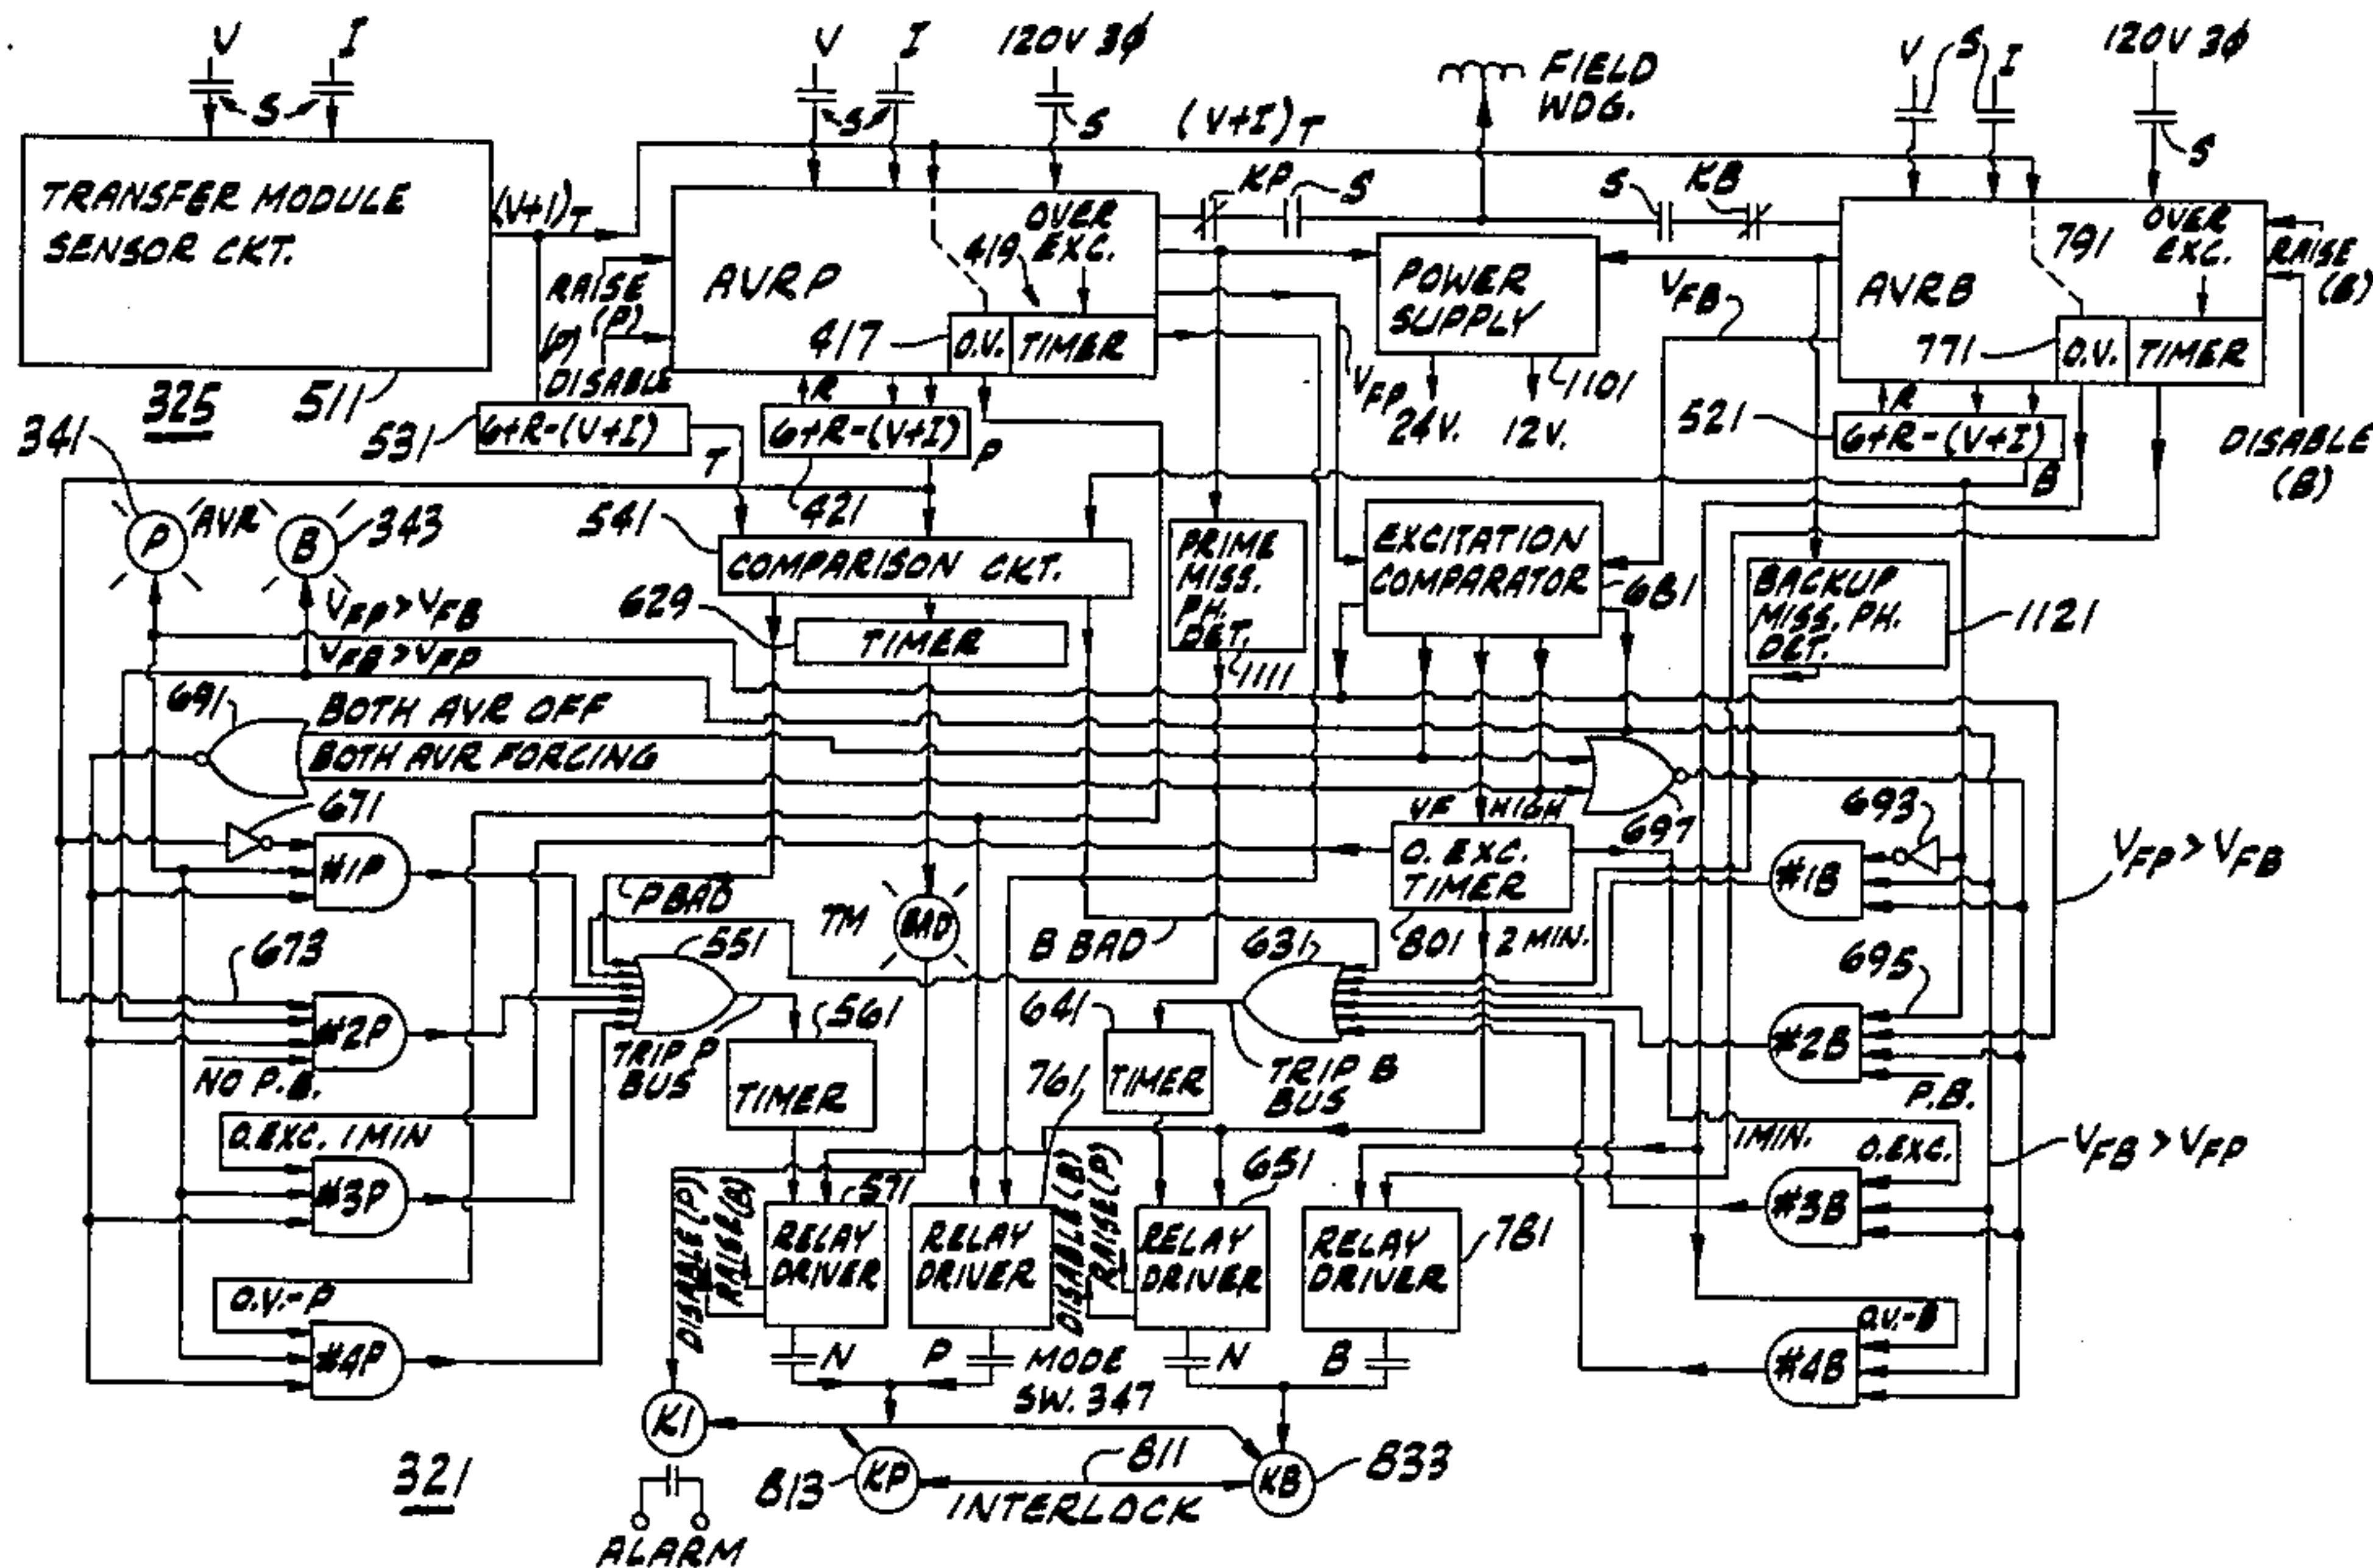 V
I
S
V
I
S
120V 3ϕ
S
(V+I)T
FIELD
WDG.
V
S
I
120V 3ϕ
S
TRANSFER MODULE
SENSOR CKT.
(V+I)T
RAISE
(P)
(P)
DISABLE
AVRP
OVER
EXC.
419
417
O.V.
TIMER
KP
S
S
KB
POWER
SUPPLY
24V.
12V.
1101
VFP
VFB
791
OVER
EXC.
AVRB
771
O.V.
TIMER
RAISE
(B)
DISABLE
(B)
325
511
531
G+R-(V+I)
T
R
G+R-(V+I)
P
421
521
R
G+R-(V+I)
B
341
P
AVR
B
343
541
COMPARISON CKT.
629
TIMER
PRIME
MISS.
PH.
DET.
1111
EXCITATION
COMPARATOR
681
BACKUP
MISS. PH.
DET.
1121
VFP > VFB
VFB > VFP
691
BOTH AVR OFF
BOTH AVR FORCING
671
#1P
VF HIGH
O. EXC.
TIMER
801
2 MIN.
697
693
#1B
VFP > VFB
P BAD
TM
BAD
B BAD
673
#2P
NO P.B.
551
TRIP P
BUS
561
TIMER
631
641
TIMER
TRIP B
BUS
761
695
#2B
P.B.
O.EXC. 1 MIN
#3P
1 MIN.
O.EXC.
#3B
VFB > VFP
DISABLE (P)
RAISE (B)
571
RELAY
DRIVER
RELAY
DRIVER
DISABLE (B)
RAISE (P)
651
RELAY
DRIVER
RELAY
DRIVER
781
O.V.-P
#4P
O.V.-B
#4B
N
P
MODE
SW. 347
N
B
K1
813
KP
811
INTERLOCK
KB
833
321
ALARM